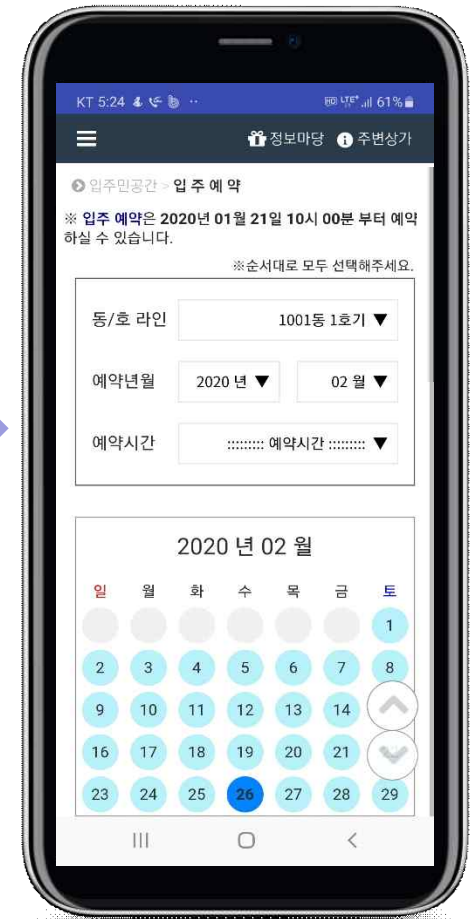 KT 5:24
HD LTE+ 61%
정보마당 주변상가
입주민공간 > 입 주 예 약
※ 입주 예약은 2020년 01월 21일 10시 00분 부터 예약
하실 수 있습니다.
※순서대로 모두 선택해주세요.
동/호 라인 1001동 1호기 ▼
예약년월 2020 년 ▼ 02 월 ▼
예약시간 ::::::::: 예약시간 ::::::::: ▼
2020 년 02 월
일 월 화 수 목 금 토
1
2 3 4 5 6 7 8
9 10 11 12 13 14
16 17 18 19 20 21
23 24 25 26 27 28 29